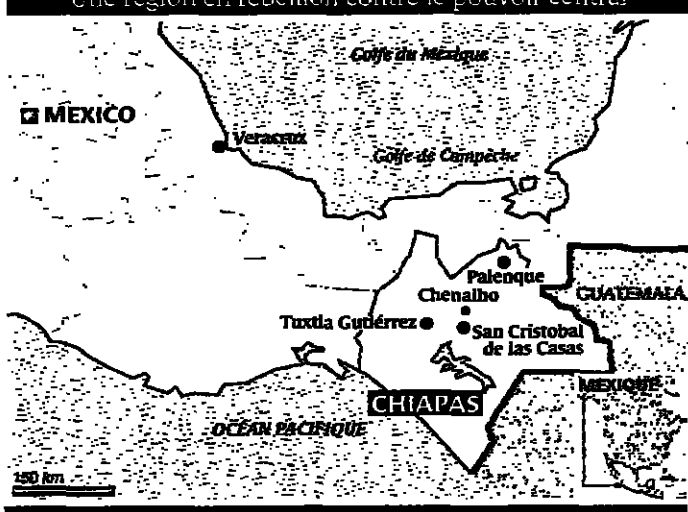 Une région en rébellion contre le pouvoir central
Golfe du Mexique
MEXICO
Veracruz
Golfe de Campêche
Palenque
Chenalho
GUATEMALA
Tuxtla Gutiérrez
San Cristobal
de las Casas
MEXIQUE
CHIAPAS
OCÉAN PACIFIQUE
150 km